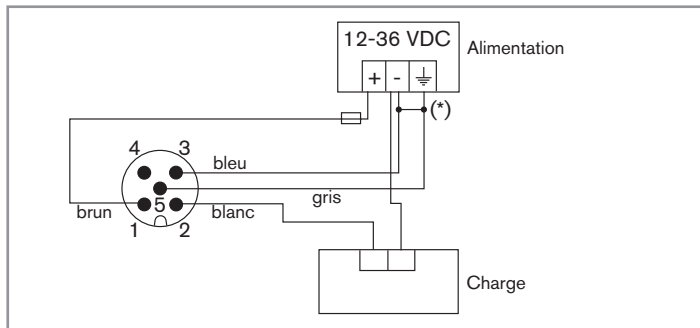 12-36 VDC
Alimentation
+ -
(*)
4 3
bleu
5
gris
brun
blanc
1 2
Charge